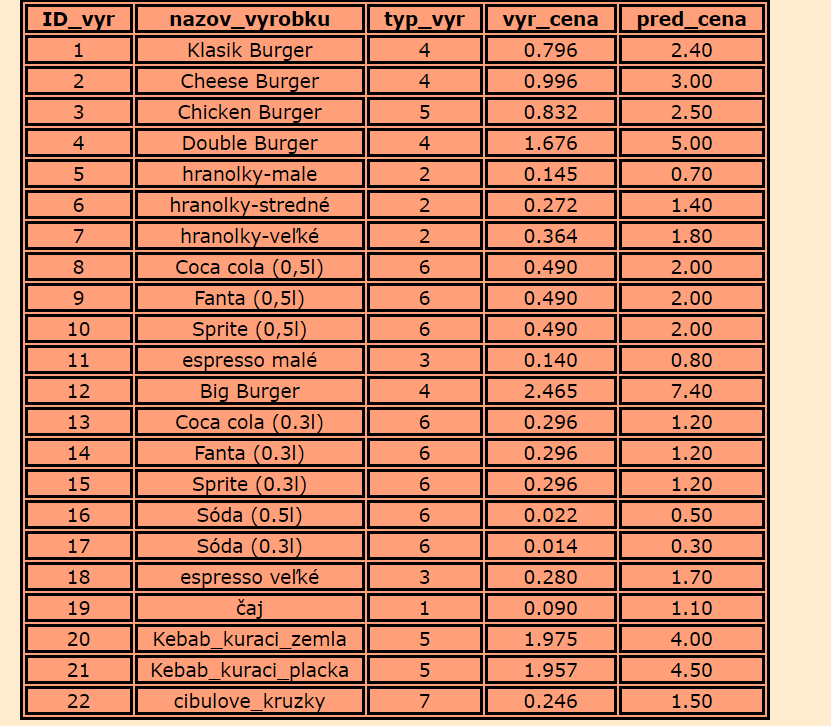 ID_vyr nazov_vyrobku typ_vyr vyr_cena pred_cena
1 Klasik Burger 4 0.796 2.40
2 Cheese Burger 4 0.996 3.00
3 Chicken Burger 5 0.832 2.50
4 Double Burger 4 1.676 5.00
5 hranolky-male 2 0.145 0.70
6 hranolky-stredné 2 0.272 1.40
7 hranolky-veľké 2 0.364 1.80
8 Coca cola (0,5l) 6 0.490 2.00
9 Fanta (0,5l) 6 0.490 2.00
10 Sprite (0,5l) 6 0.490 2.00
11 espresso malé 3 0.140 0.80
12 Big Burger 4 2.465 7.40
13 Coca cola (0.3l) 6 0.296 1.20
14 Fanta (0.3l) 6 0.296 1.20
15 Sprite (0.3l) 6 0.296 1.20
16 Sóda (0.5l) 6 0.022 0.50
17 Sóda (0.3l) 6 0.014 0.30
18 espresso veľké 3 0.280 1.70
19 čaj 1 0.090 1.10
20 Kebab_kuraci_zemla 5 1.975 4.00
21 Kebab_kuraci_placka 5 1.957 4.50
22 cibulove_kruzky 7 0.246 1.50